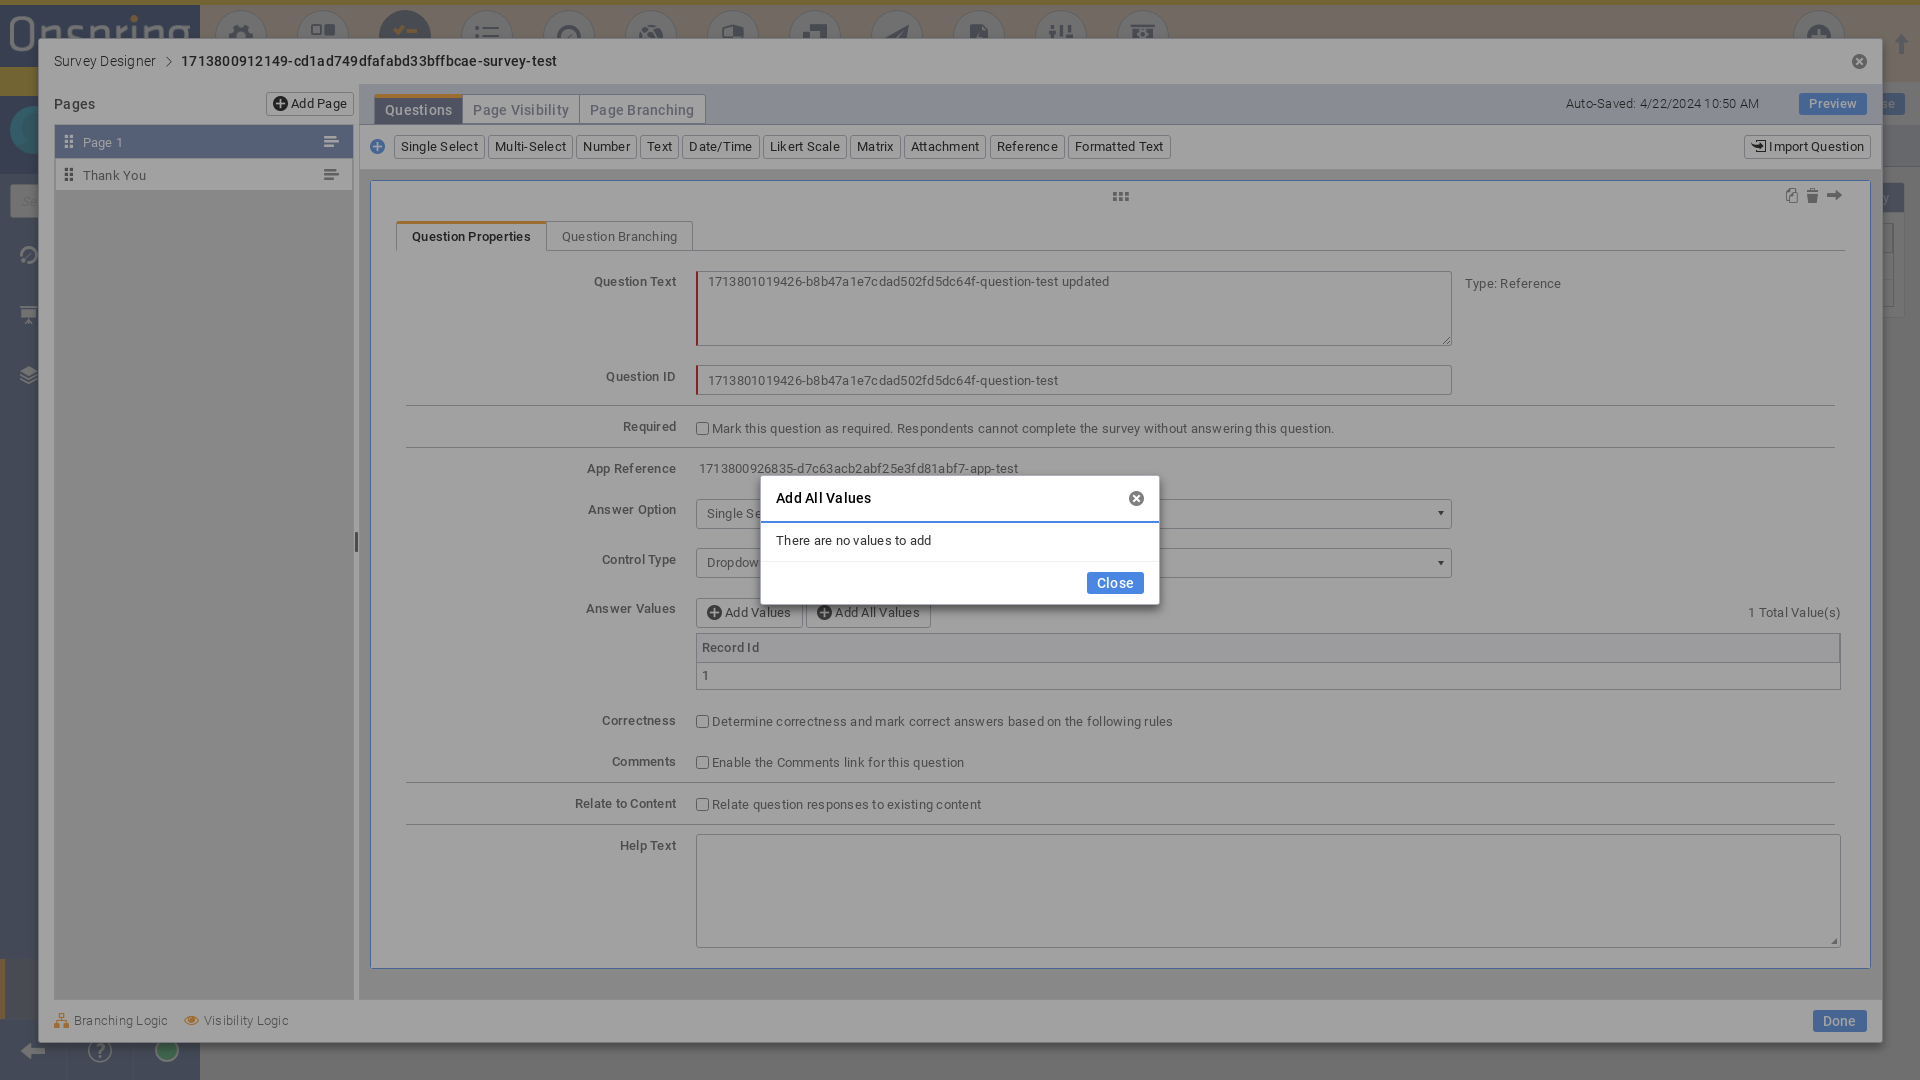 Onspring
Survey Designer > 1713800912149-cd1ad749dfafabd33bffbcae-survey-test
Pages
Add Page
Questions
Page Visibility
Page Branching
Auto-Saved: 4/22/2024 10:50 AM
Preview
Page 1
Thank You
Single Select
Multi-Select
Number
Text
Date/Time
Likert Scale
Matrix
Attachment
Reference
Formatted Text
Import Question
Question Properties
Question Branching
Question Text
1713801019426-b8b47a1e7cdad502fd5dc64f-question-test updated
Type: Reference
Question ID
1713801019426-b8b47a1e7cdad502fd5dc64f-question-test
Required
Mark this question as required. Respondents cannot complete the survey without answering this question.
App Reference
1713800926835-d7c63acb2abf25e3fd81abf7-app-test
Add All Values
Answer Option
Single Se
There are no values to add
Control Type
Dropdow
Close
Answer Values
Add Values
Add All Values
1 Total Value(s)
Record Id
1
Correctness
Determine correctness and mark correct answers based on the following rules
Comments
Enable the Comments link for this question
Relate to Content
Relate question responses to existing content
Help Text
Branching Logic
Visibility Logic
Done